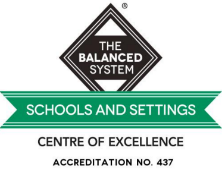 ®
THE
BALANCED
SYSTEM
SCHOOLS AND SETTINGS
CENTRE OF EXCELLENCE
ACCREDITATION NO. 437